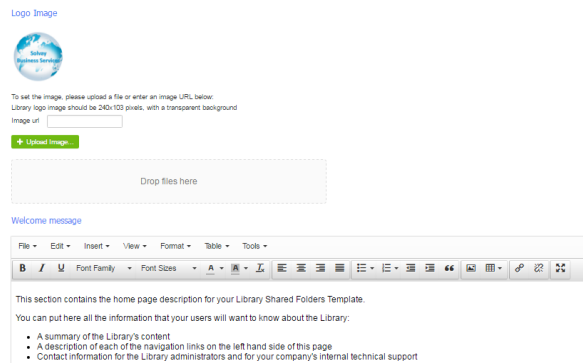 Logo Image
Solvay
Business Services
To set the image, please upload a file or enter an image URL below:
Library logo image should be 240x103 pixels, with a transparent background
Image url
+ Upload Image...
Drop files here
Welcome message
File Edit Insert View Format Table Tools
B I U Font Family Font Sizes A A Tx
This section contains the home page description for your Library Shared Folders Template.
You can put here all the information that your users will want to know about the Library:
• A summary of the Library's content
• A description of each of the navigation links on the left hand side of this page
• Contact information for the Library administrators and for your company's internal technical support